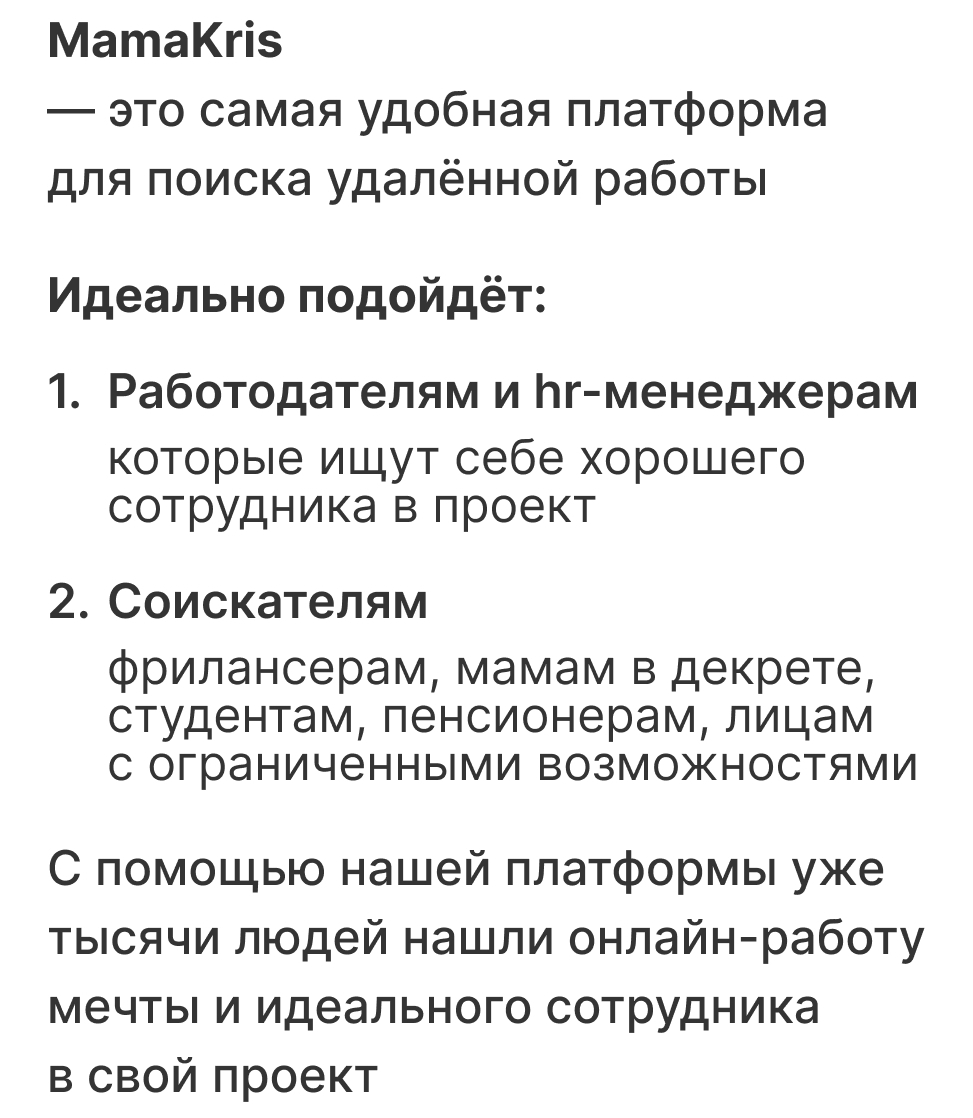 MamaKris
— это самая удобная платформа
для поиска удалённой работы
Идеально подойдёт:
1. Работодателям и hr-менеджерам
которые ищут себе хорошего
сотрудника в проект
2. Соискателям
фрилансерам, мамам в декрете,
студентам, пенсионерам, лицам
с ограниченными возможностями
С помощью нашей платформы уже
тысячи людей нашли онлайн-работу
мечты и идеального сотрудника
в свой проект